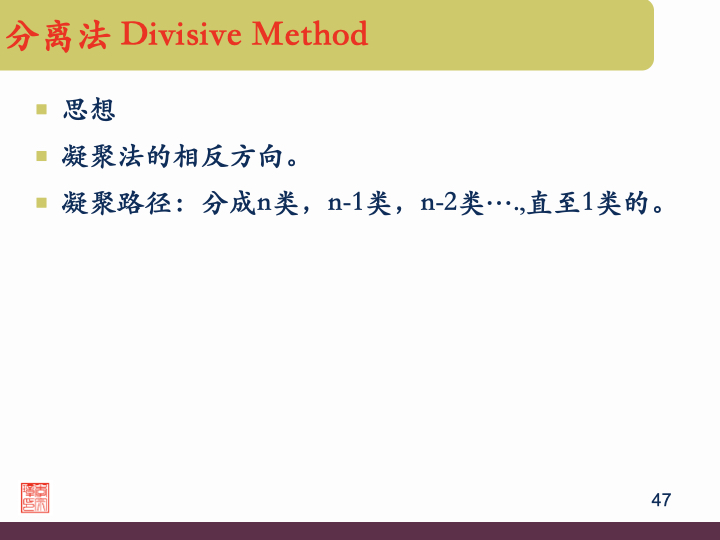 分离法 Divisive Method
思想
凝聚法的相反方向。
凝聚路径：分成n类，n-1类，n-2类….,直至1类的。
47